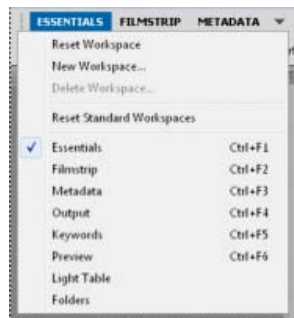 ESSENTIALS FILMSTRIP METADATA
Reset Workspace
New Workspace...
Delete Workspace...
Reset Standard Workspaces
Essentials Ctrl+F1
Filmstrip Ctrl+F2
Metadata Ctrl+F3
Output Ctrl+F4
Keywords Ctrl+F5
Preview Ctrl+F6
Light Table
Folders